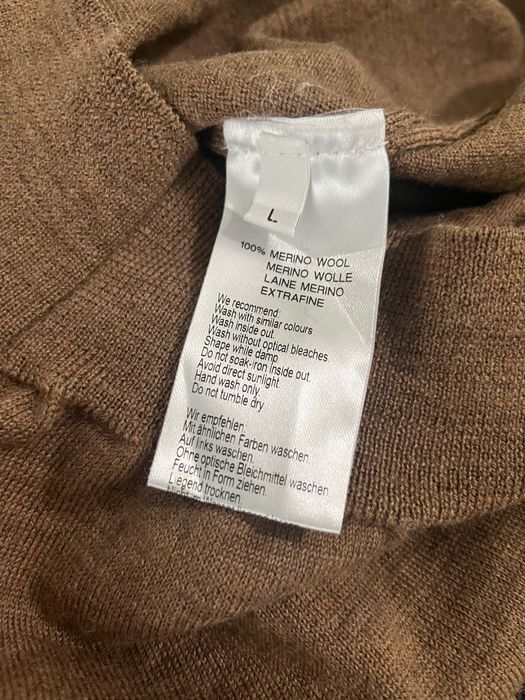 L
100% MERINO WOOL
MERINO WOLLE
LAINE MERINO
EXTRAFINE
We recommend:
Wash with similar colours
Wash inside out.
Wash without optical bleaches
Shape while damp
Do not soak-iron inside out.
Avoid direct sunlight
Hand wash only.
Do not tumble dry
Wir empfehlen:
Mit ähnlichen Farben waschen.
Auf links waschen.
Ohne optische Bleichmittel waschen.
Feucht in Form ziehen.
Liegend trocknen.